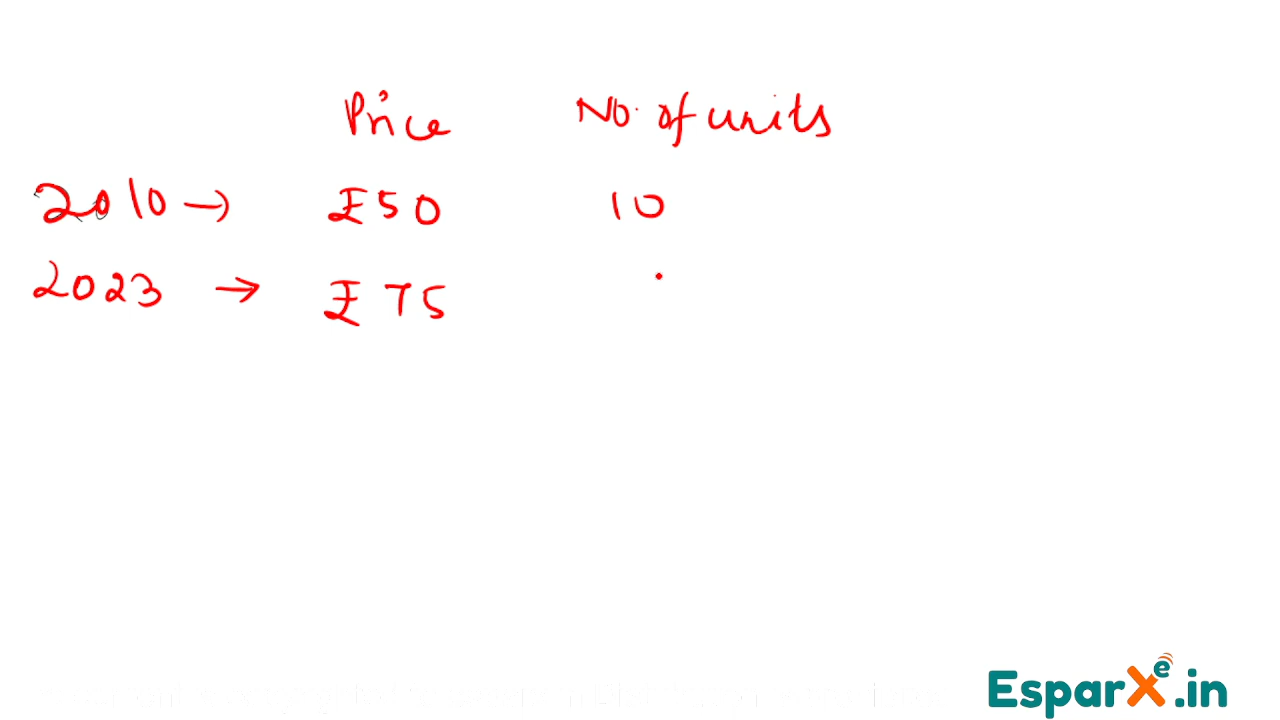 Price No. of units
2010 → ₹50 10
2023 → ₹75
EsparXe.in